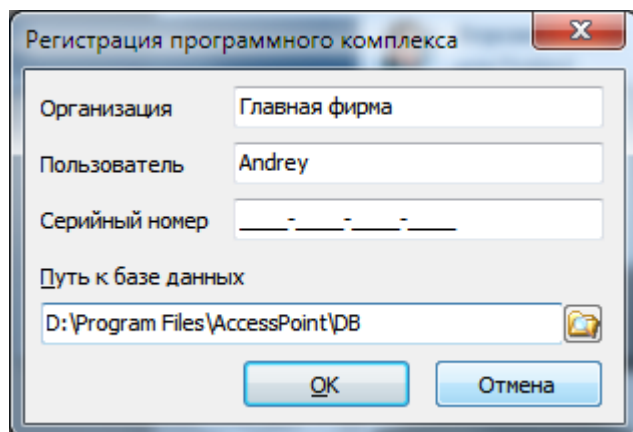 Регистрация программного комплекса
Организация Главная фирма
Пользователь Andrey
Серийный номер ____-____-____-____
Путь к базе данных
D:\Program Files\AccessPoint\DB
OK Отмена